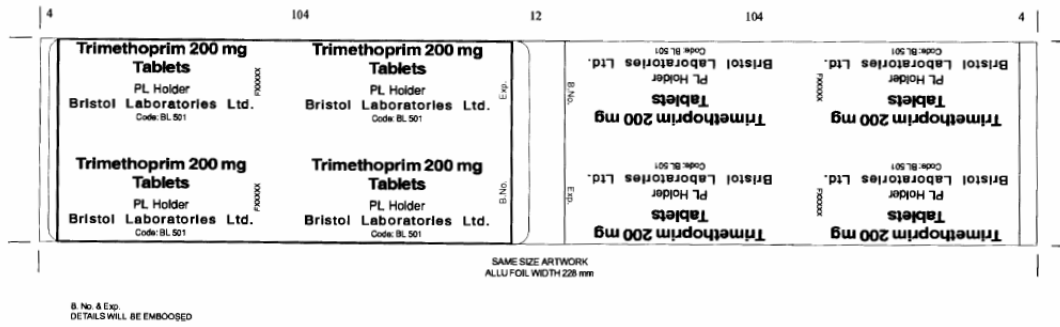 4 104 12 104 4
Trimethoprim 200 mg
Tablets
PL Holder
Bristol Laboratories Ltd.
Code: BL 501
FXXXXX
Trimethoprim 200 mg
Tablets
PL Holder
Bristol Laboratories Ltd.
Code: BL 501
Exp.
Trimethoprim 200 mg
Tablets
PL Holder
Bristol Laboratories Ltd.
Code: BL 501
FXXXXX
Trimethoprim 200 mg
Tablets
PL Holder
Bristol Laboratories Ltd.
Code: BL 501
B.No.
B.No.
Trimethoprim 200 mg
Tablets
PL Holder
Bristol Laboratories Ltd.
Code: BL 501
FXXXXX
Trimethoprim 200 mg
Tablets
PL Holder
Bristol Laboratories Ltd.
Code: BL 501
Exp.
Trimethoprim 200 mg
Tablets
PL Holder
Bristol Laboratories Ltd.
Code: BL 501
FXXXXX
Trimethoprim 200 mg
Tablets
PL Holder
Bristol Laboratories Ltd.
Code: BL 501
SAME SIZE ARTWORK
ALLU FOIL WIDTH 228 mm
B. No. & Exp.
DETAILS WILL BE EMBOOSED